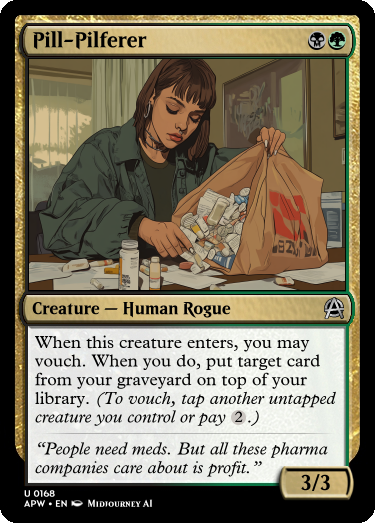 Pill-Pilferer
Creature — Human Rogue
When this creature enters, you may
vouch. When you do, put target card
from your graveyard on top of your
library. (To vouch, tap another untapped
creature you control or pay 2.)
“People need meds. But all these pharma
companies care about is profit.”
3/3
U 0168
APW • EN Midjourney AI